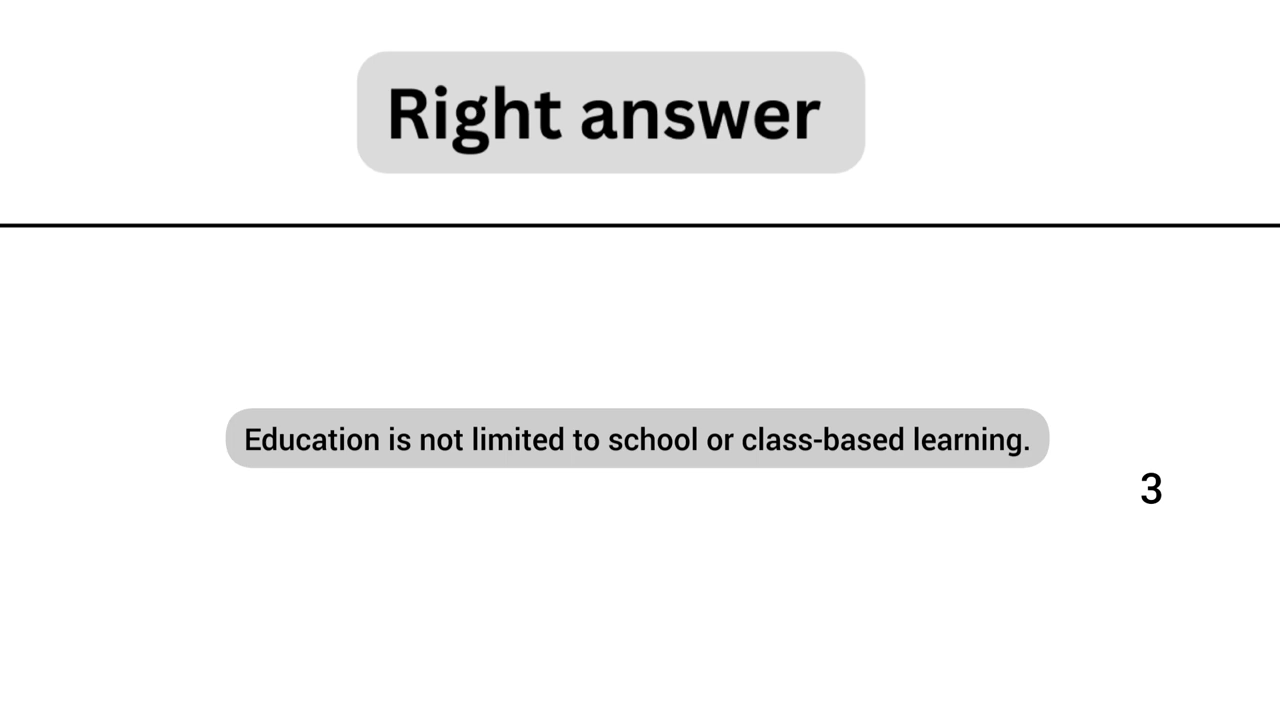 Right answer
Education is not limited to school or class-based learning.
3